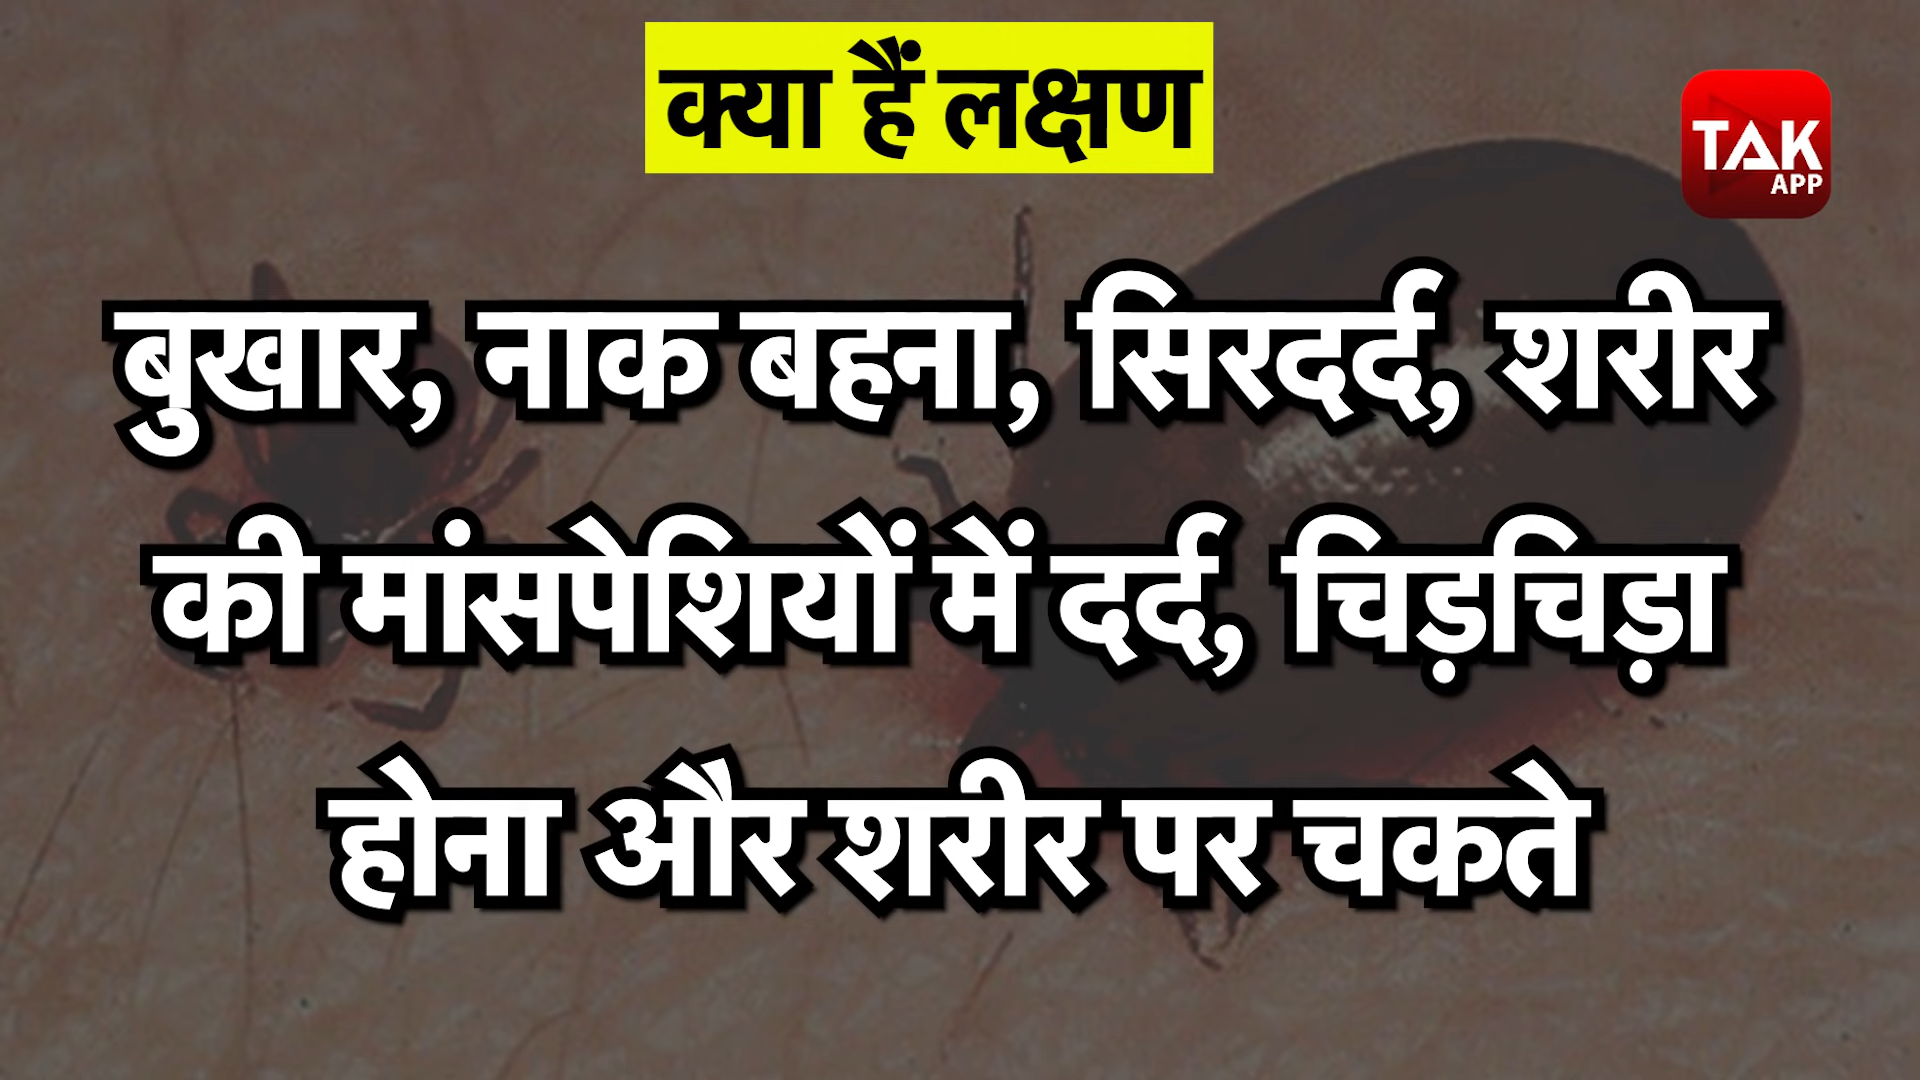 क्या हैं लक्षण
TAK
APP
बुखार, नाक बहना, सिरदर्द, शरीर
की मांसपेशियों में दर्द, चिड़चिड़ा
होना और शरीर पर चकते